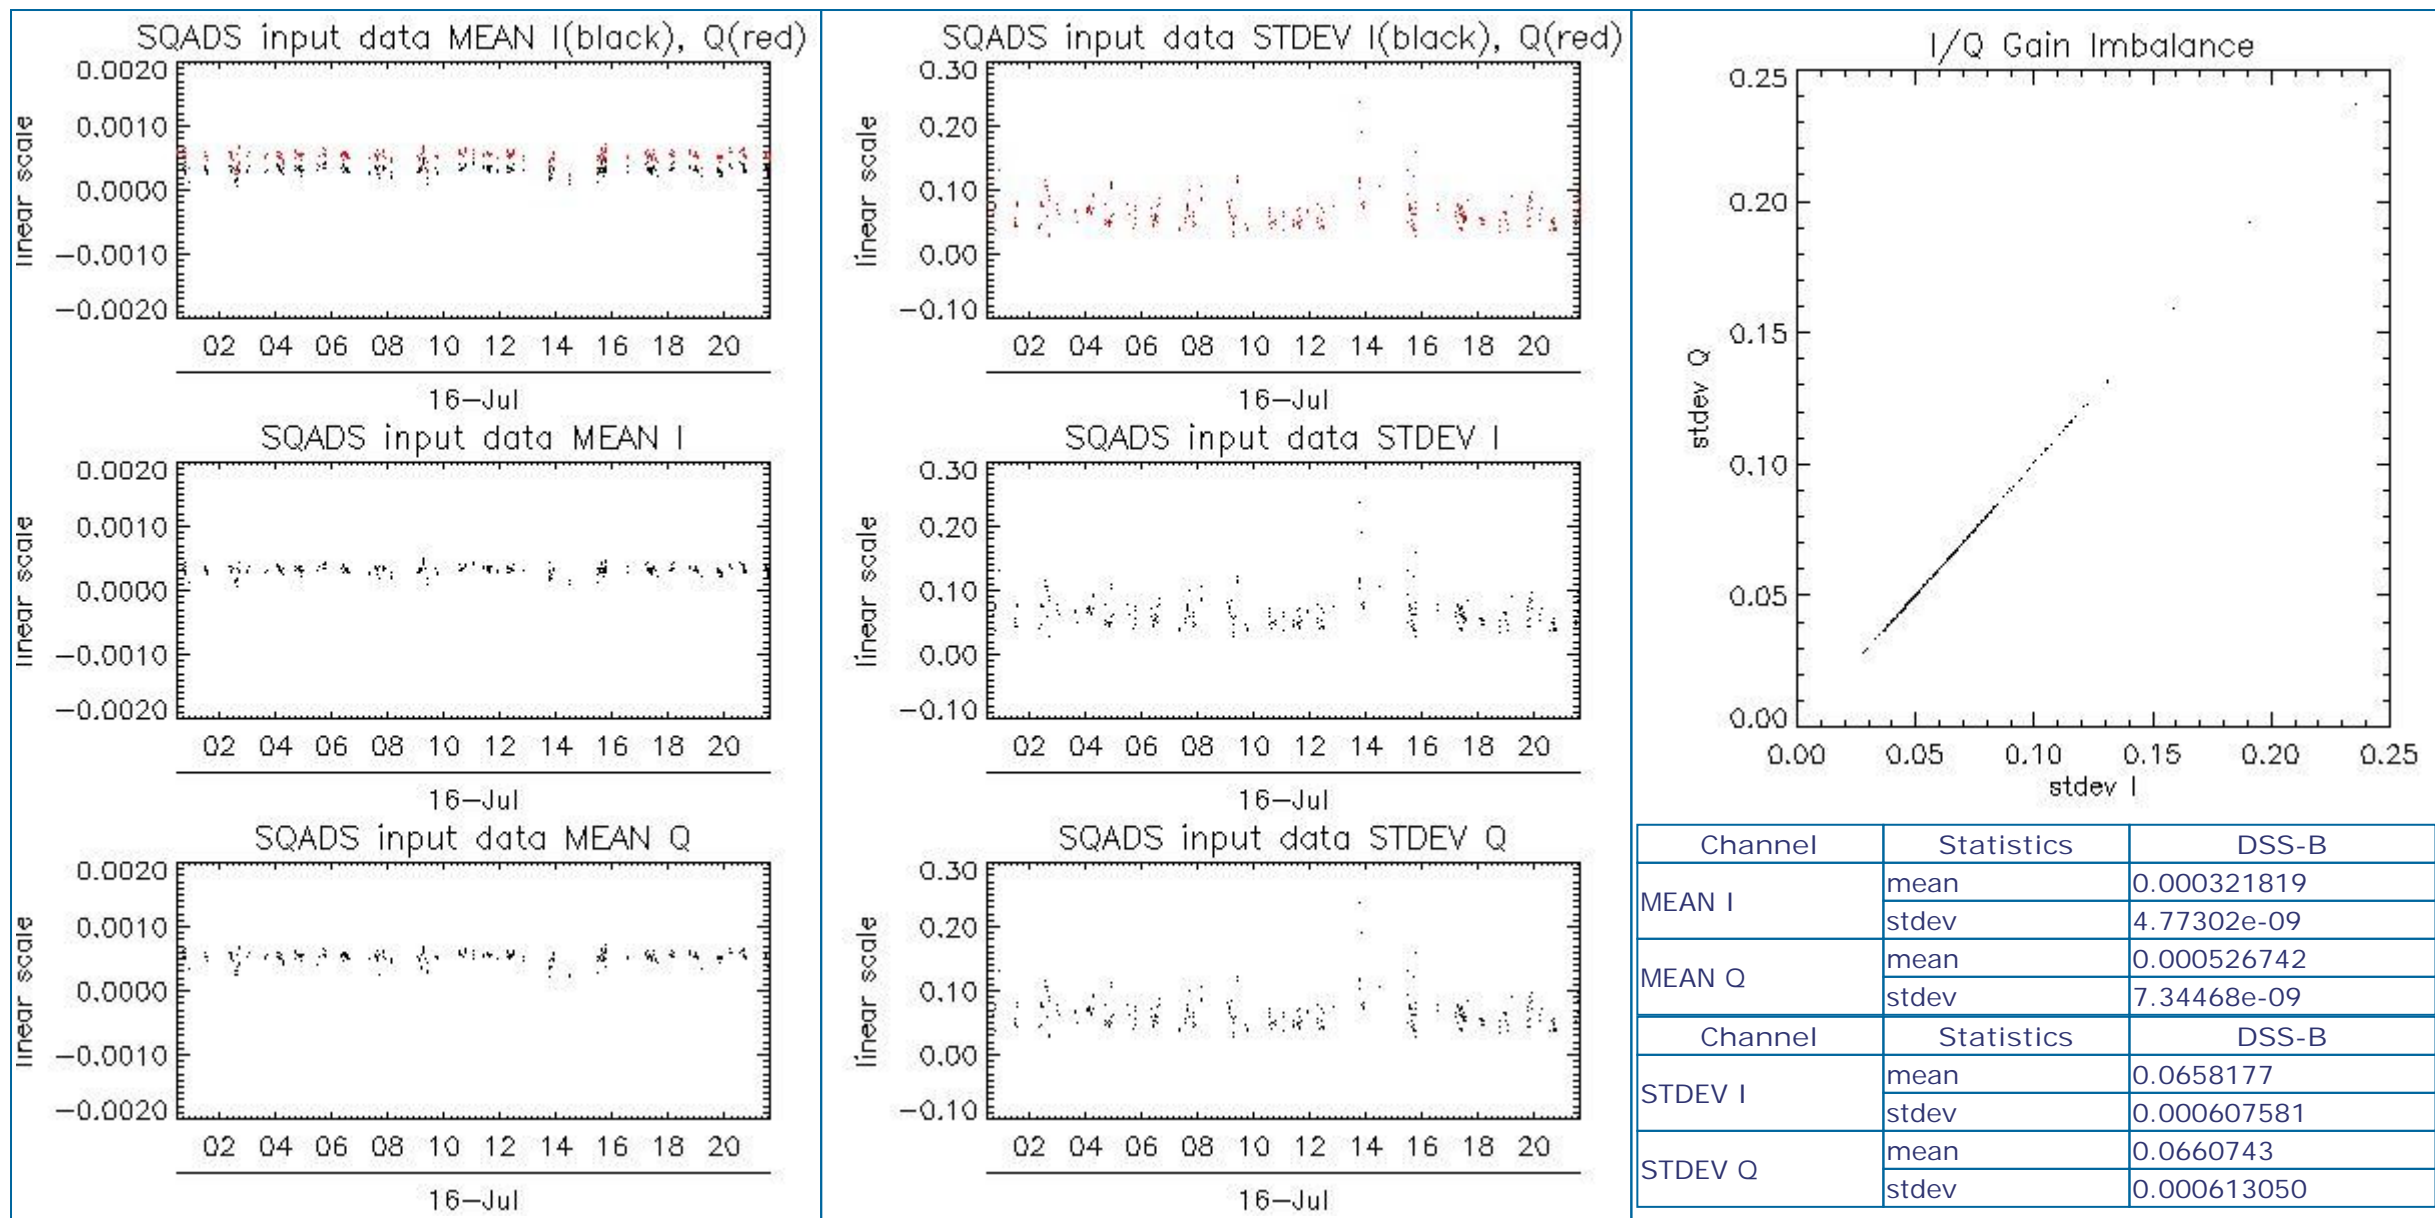 SQADS input data MEAN I(black), Q(red)
0.0020
0.0010
0.0000
−0.0010
−0.0020
linear scale
02 04 06 08 10 12 14 16 18 20
16−Jul
SQADS input data MEAN I
0.0020
0.0010
0.0000
−0.0010
−0.0020
linear scale
02 04 06 08 10 12 14 16 18 20
16−Jul
SQADS input data MEAN Q
0.0020
0.0010
0.0000
−0.0010
−0.0020
linear scale
02 04 06 08 10 12 14 16 18 20
16−Jul
SQADS input data STDEV I(black), Q(red)
0.30
0.20
0.10
0.00
−0.10
linear scale
02 04 06 08 10 12 14 16 18 20
16−Jul
SQADS input data STDEV I
0.30
0.20
0.10
0.00
−0.10
linear scale
02 04 06 08 10 12 14 16 18 20
16−Jul
SQADS input data STDEV Q
0.30
0.20
0.10
0.00
−0.10
linear scale
02 04 06 08 10 12 14 16 18 20
16−Jul
I/Q Gain Imbalance
0.25
0.20
0.15
0.10
0.05
0.00
stdev Q
0.00 0.05 0.10 0.15 0.20 0.25
stdev I
Channel Statistics DSS-B
MEAN I mean 0.000321819
stdev 4.77302e-09
MEAN Q mean 0.000526742
stdev 7.34468e-09
Channel Statistics DSS-B
STDEV I mean 0.0658177
stdev 0.000607581
STDEV Q mean 0.0660743
stdev 0.000613050